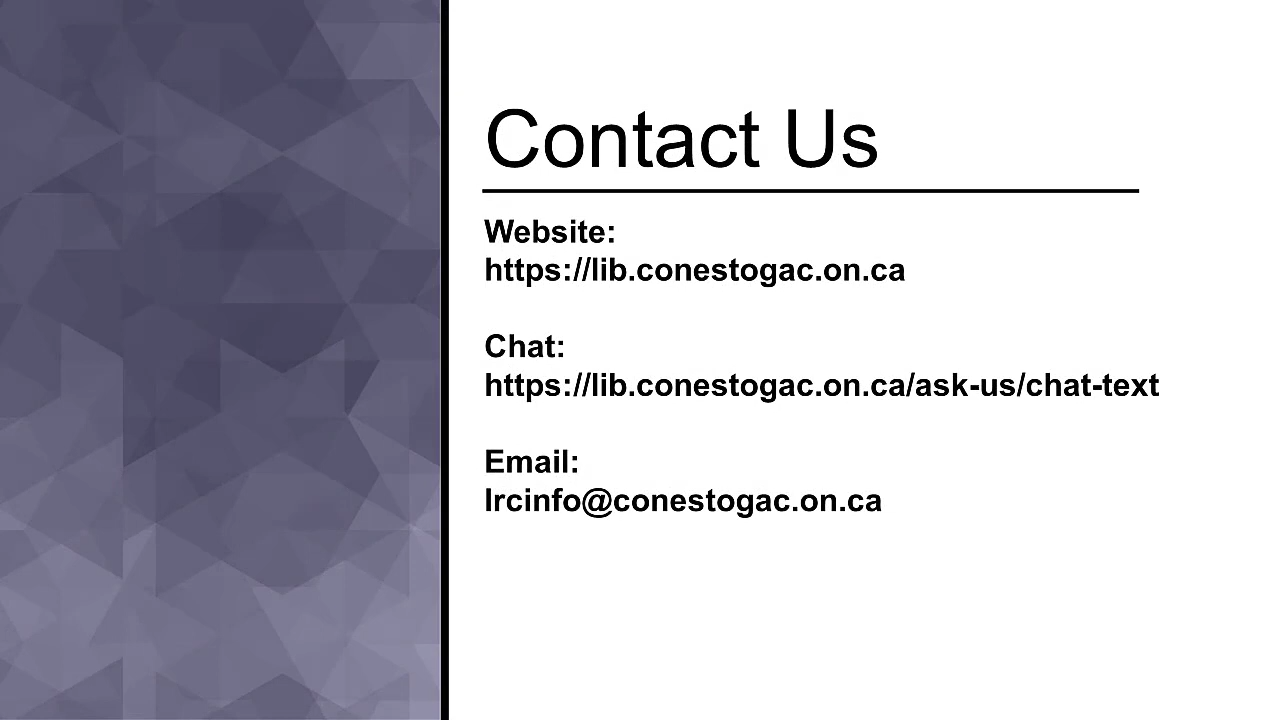 Contact Us
Website:
https://lib.conestogac.on.ca
Chat:
https://lib.conestogac.on.ca/ask-us/chat-text
Email:
lrcinfo@conestogac.on.ca